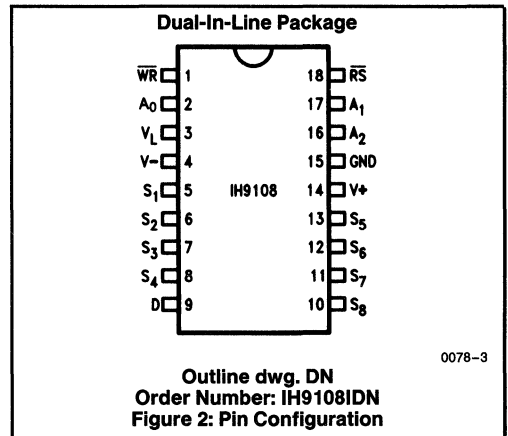 Dual-In-Line Package
W̅R̅ 1 18 R̅S̅
A₀ 2 17 A₁
V_L 3 16 A₂
V− 4 15 GND
S₁ 5 IH9108 14 V+
S₂ 6 13 S₅
S₃ 7 12 S₆
S₄ 8 11 S₇
D 9 10 S₈
0078–3
Outline dwg. DN
Order Number: IH9108IDN
Figure 2: Pin Configuration